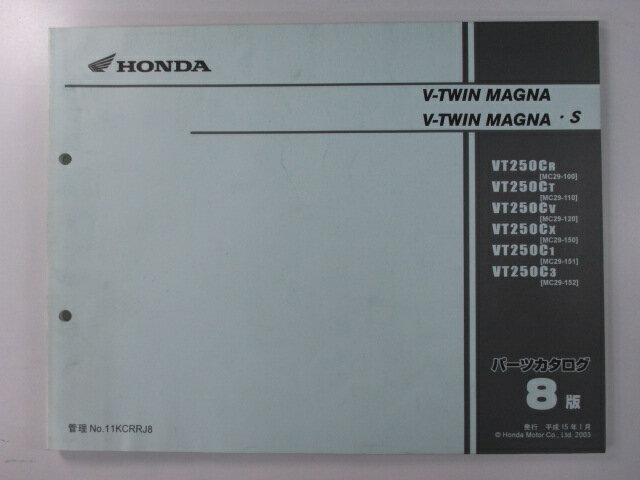 HONDA
V-TWIN MAGNA
V-TWIN MAGNA・S
VT250CR
[MC29-100]
VT250CT
[MC29-110]
VT250CV
[MC29-120]
VT250CX
[MC29-150]
VT250C1
[MC29-151]
VT250C3
[MC29-152]
パーツカタログ
8版
管理 No.11KCRRJ8
発行 平成15年1月
© Honda Motor Co., Ltd. 2003